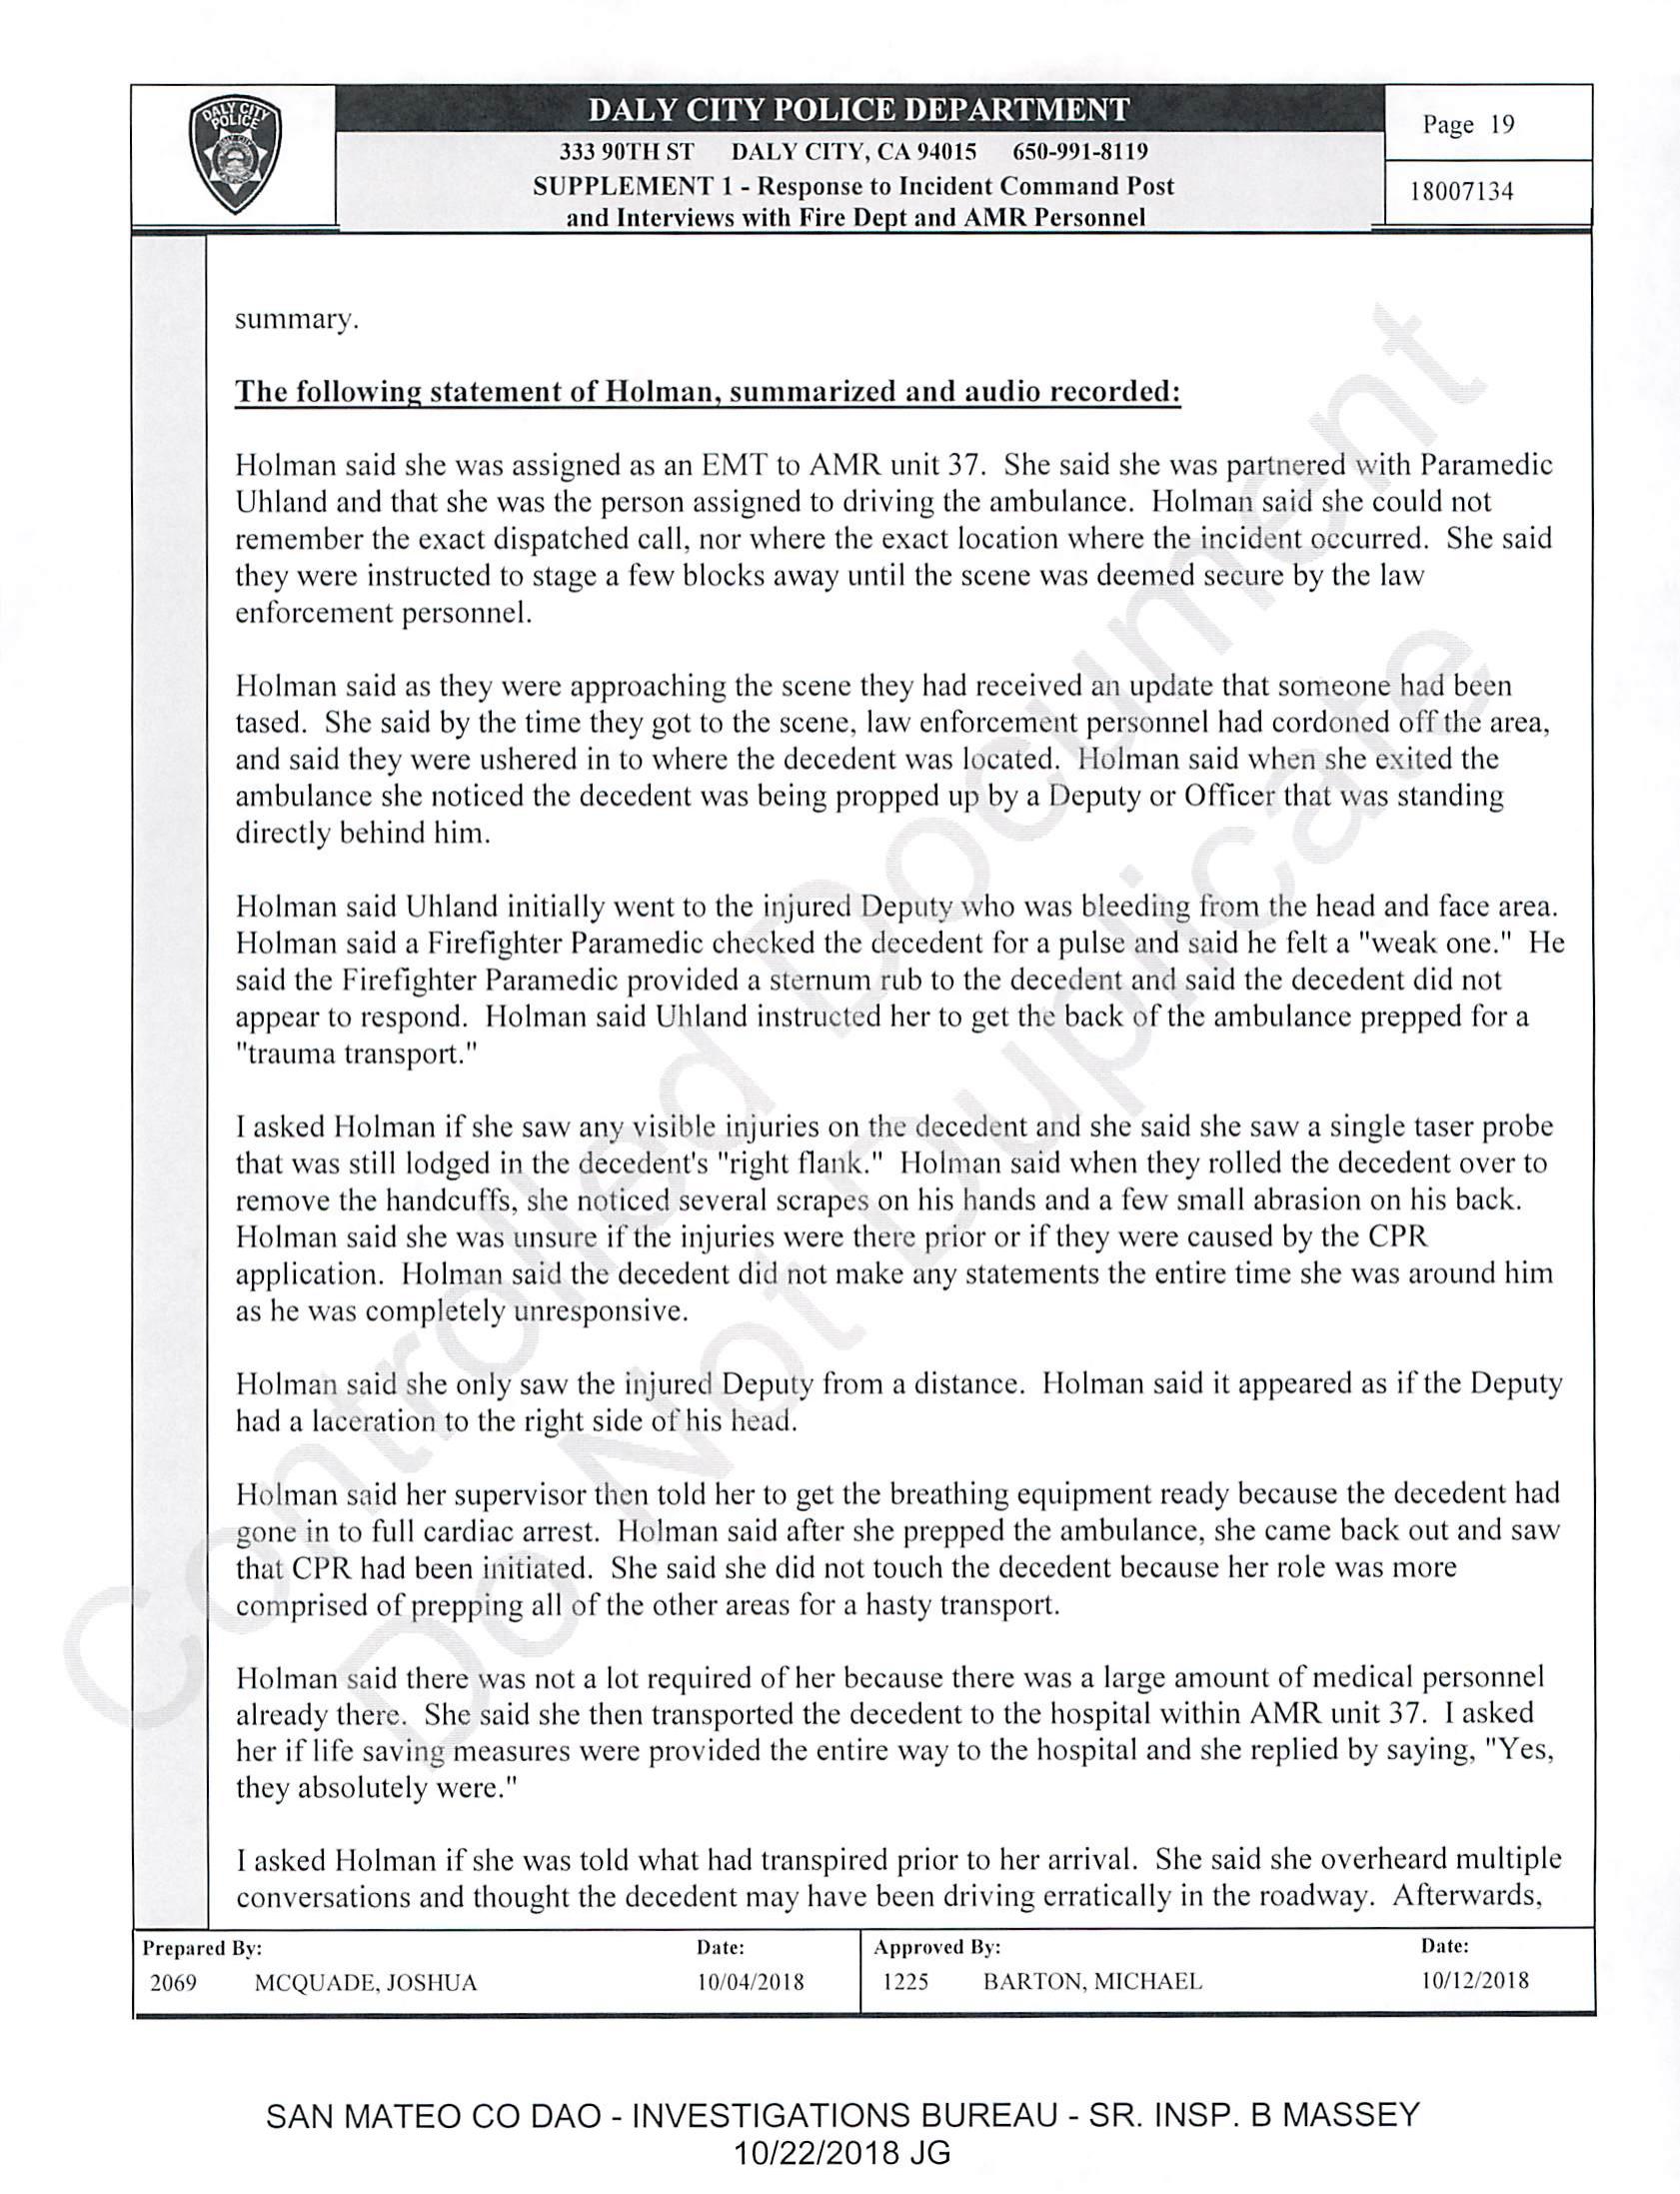 DALY CITY POLICE
DALY CITY POLICE DEPARTMENT
333 90TH ST DALY CITY, CA 94015 650-991-8119
SUPPLEMENT 1 - Response to Incident Command Post
and Interviews with Fire Dept and AMR Personnel
Page 19
18007134
summary.
The following statement of Holman, summarized and audio recorded:
Holman said she was assigned as an EMT to AMR unit 37. She said she was partnered with Paramedic
Uhland and that she was the person assigned to driving the ambulance. Holman said she could not
remember the exact dispatched call, nor where the exact location where the incident occurred. She said
they were instructed to stage a few blocks away until the scene was deemed secure by the law
enforcement personnel.
Holman said as they were approaching the scene they had received an update that someone had been
tased. She said by the time they got to the scene, law enforcement personnel had cordoned off the area,
and said they were ushered in to where the decedent was located. Holman said when she exited the
ambulance she noticed the decedent was being propped up by a Deputy or Officer that was standing
directly behind him.
Holman said Uhland initially went to the injured Deputy who was bleeding from the head and face area.
Holman said a Firefighter Paramedic checked the decedent for a pulse and said he felt a "weak one." He
said the Firefighter Paramedic provided a sternum rub to the decedent and said the decedent did not
appear to respond. Holman said Uhland instructed her to get the back of the ambulance prepped for a
"trauma transport."
I asked Holman if she saw any visible injuries on the decedent and she said she saw a single taser probe
that was still lodged in the decedent's "right flank." Holman said when they rolled the decedent over to
remove the handcuffs, she noticed several scrapes on his hands and a few small abrasion on his back.
Holman said she was unsure if the injuries were there prior or if they were caused by the CPR
application. Holman said the decedent did not make any statements the entire time she was around him
as he was completely unresponsive.
Holman said she only saw the injured Deputy from a distance. Holman said it appeared as if the Deputy
had a laceration to the right side of his head.
Holman said her supervisor then told her to get the breathing equipment ready because the decedent had
gone in to full cardiac arrest. Holman said after she prepped the ambulance, she came back out and saw
that CPR had been initiated. She said she did not touch the decedent because her role was more
comprised of prepping all of the other areas for a hasty transport.
Holman said there was not a lot required of her because there was a large amount of medical personnel
already there. She said she then transported the decedent to the hospital within AMR unit 37. I asked
her if life saving measures were provided the entire way to the hospital and she replied by saying, "Yes,
they absolutely were."
I asked Holman if she was told what had transpired prior to her arrival. She said she overheard multiple
conversations and thought the decedent may have been driving erratically in the roadway. Afterwards,
Controlled Document
Do Not Duplicate
Prepared By: Date: Approved By: Date:
2069 MCQUADE, JOSHUA 10/04/2018 1225 BARTON, MICHAEL 10/12/2018
SAN MATEO CO DAO - INVESTIGATIONS BUREAU - SR. INSP. B MASSEY
10/22/2018 JG